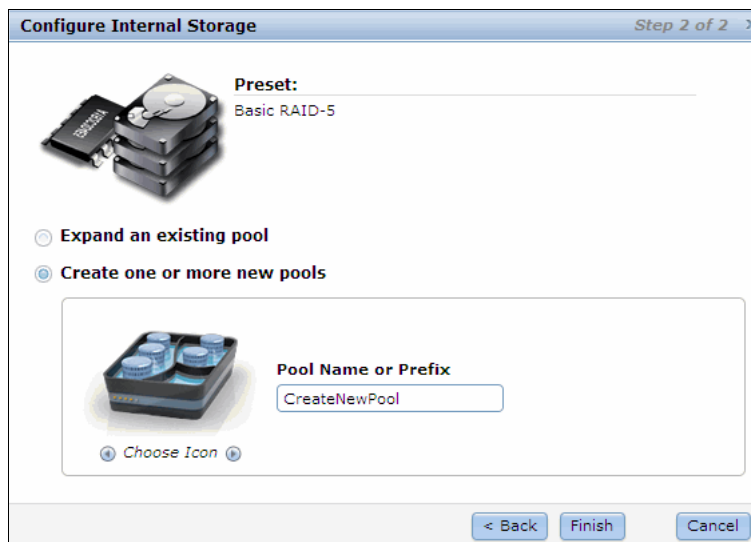 Configure Internal Storage
Step 2 of 2
Preset:
Basic RAID-5
Expand an existing pool
Create one or more new pools
Pool Name or Prefix
CreateNewPool
Choose Icon
< Back
Finish
Cancel